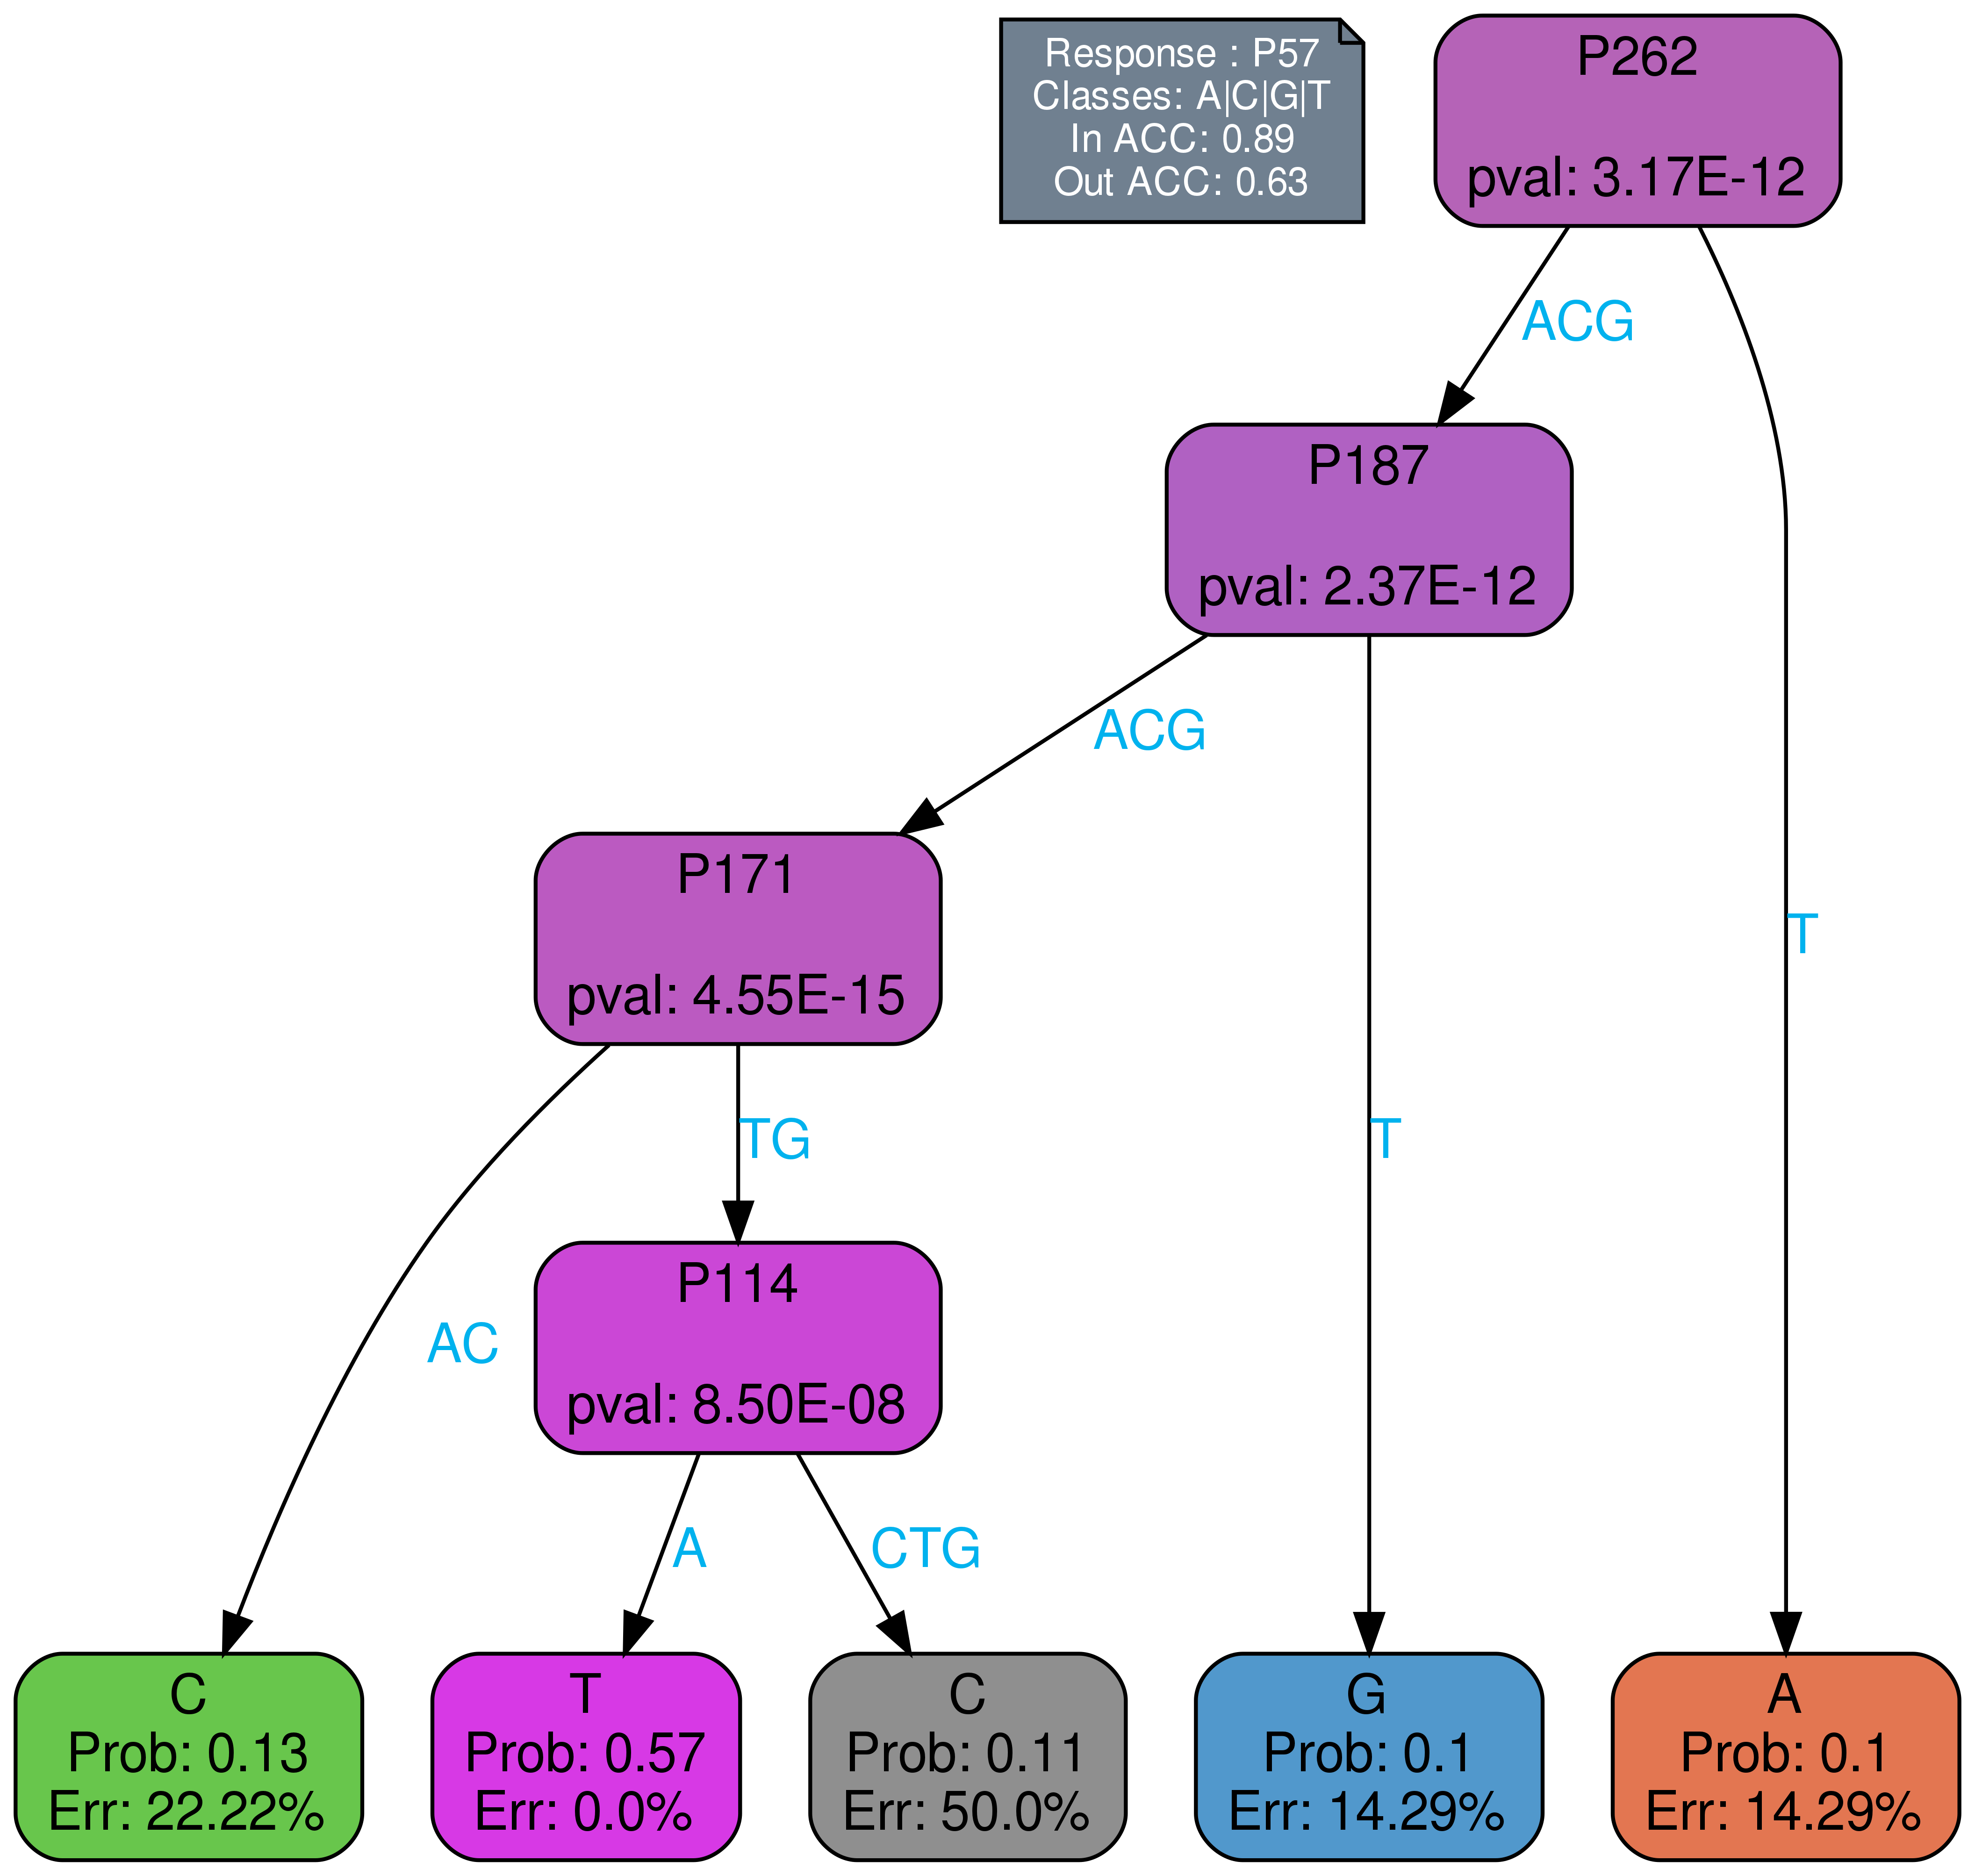 Response : P57
Classes: A|C|G|T
In ACC: 0.89
Out ACC: 0.63
P262
pval: 3.17E-12
ACG
P187
pval: 2.37E-12
ACG
P171
pval: 4.55E-15
T
TG
T
P114
pval: 8.50E-08
AC
A
CTG
C
Prob: 0.13
Err: 22.22%
T
Prob: 0.57
Err: 0.0%
C
Prob: 0.11
Err: 50.0%
G
Prob: 0.1
Err: 14.29%
A
Prob: 0.1
Err: 14.29%